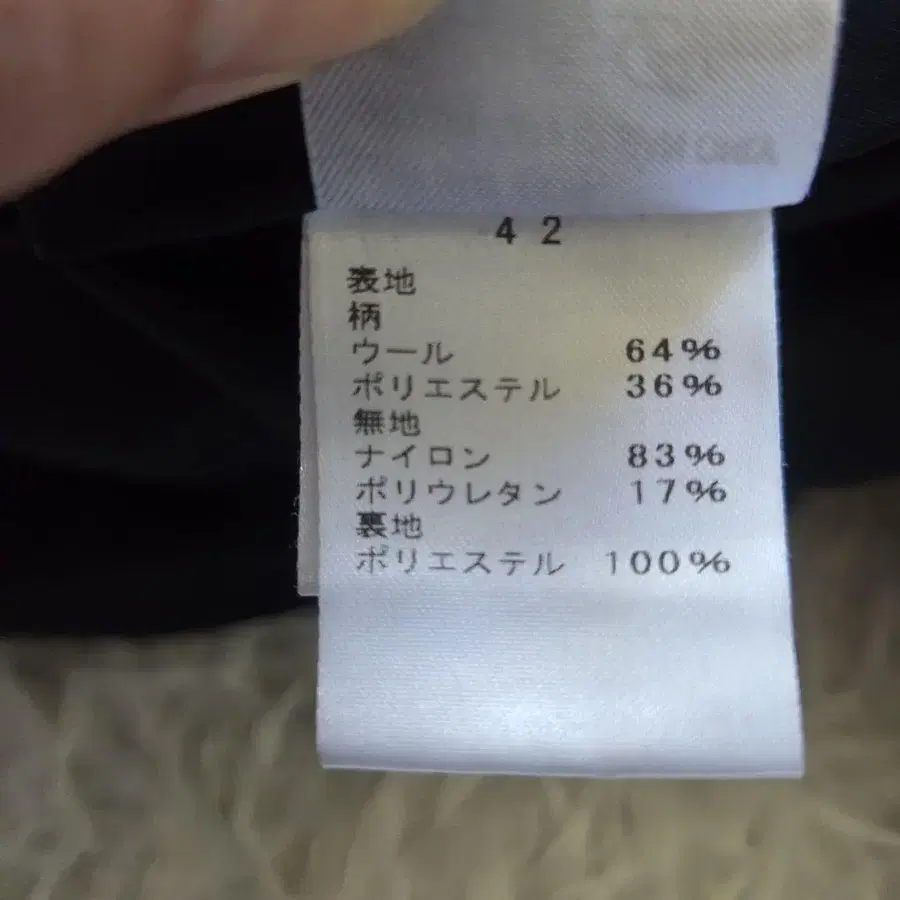 42
表地
柄
ウール 64%
ポリエステル 36%
無地
ナイロン 83%
ポリウレタン 17%
裏地
ポリエステル 100%